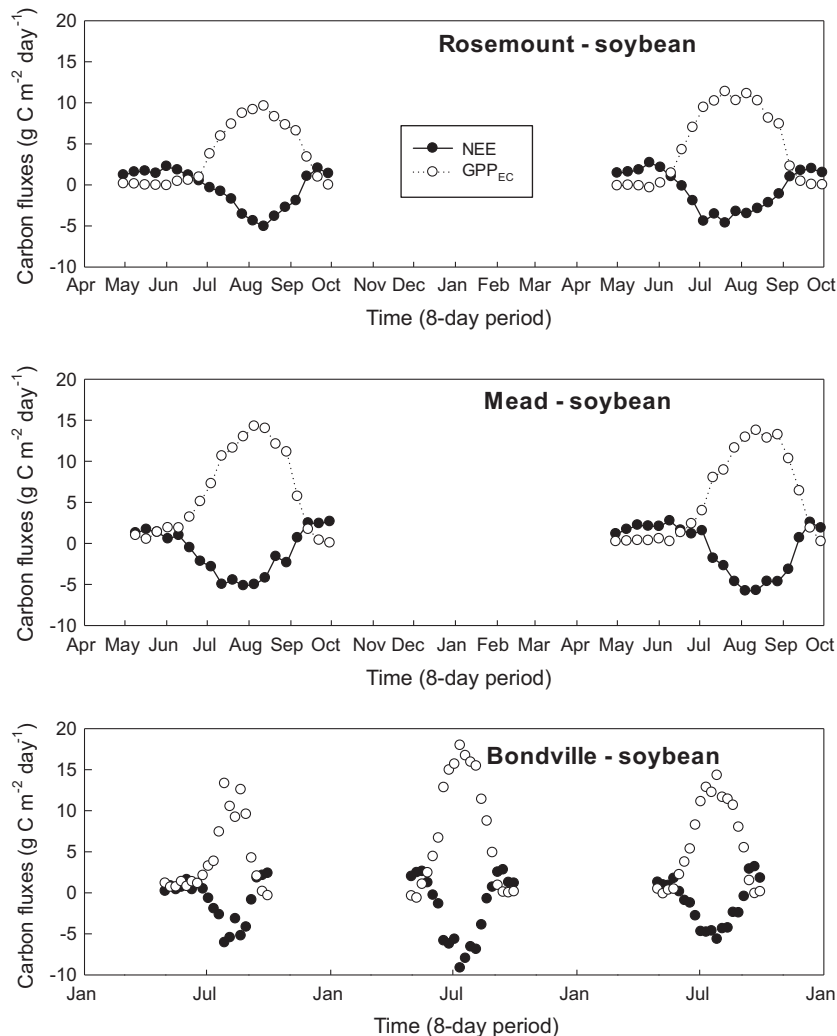 Rosemount - soybean
Carbon fluxes (g C m⁻² day⁻¹)
20
15
10
5
0
-5
-10
NEE
GPP_EC
Apr May Jun Jul Aug Sep Oct Nov Dec Jan Feb Mar Apr May Jun Jul Aug Sep Oct
Time (8-day period)
Mead - soybean
Carbon fluxes (g C m⁻² day⁻¹)
20
15
10
5
0
-5
-10
Apr May Jun Jul Aug Sep Oct Nov Dec Jan Feb Mar Apr May Jun Jul Aug Sep Oct
Time (8-day period)
Bondville - soybean
Carbon fluxes (g C m⁻² day⁻¹)
20
15
10
5
0
-5
-10
Jan Jul Jan Jul Jan Jul Jan
Time (8-day period)